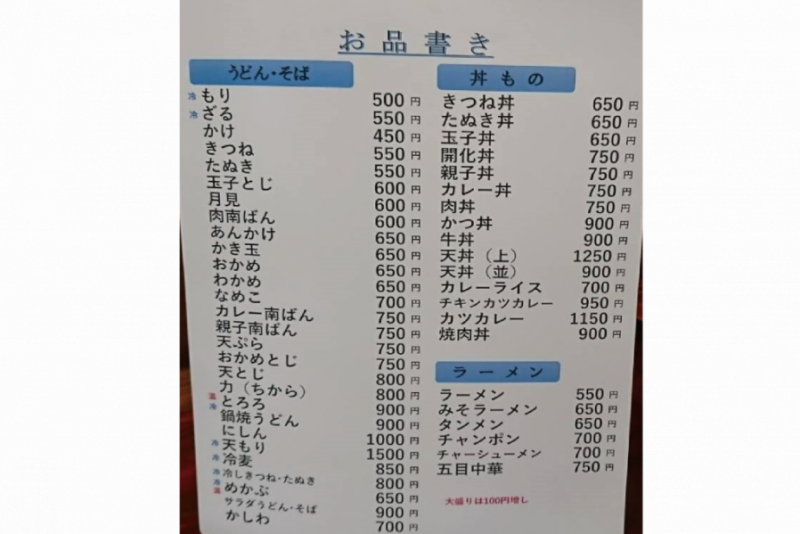 お品書き
うどん・そば
冷 もり 500円
冷 ざる 550円
かけ 450円
きつね 550円
たぬき 550円
玉子とじ 600円
月見 600円
肉南ばん 600円
あんかけ 650円
かき玉 650円
おかめ 650円
わかめ 650円
なめこ 700円
カレー南ばん 750円
親子南ばん 750円
天ぷら 750円
おかめとじ 750円
天とじ 800円
力（ちから） 800円
温 冷 とろろ 900円
鍋焼うどん 900円
にしん 1000円
冷 天もり 1500円
冷 冷麦 850円
冷 冷しきつね・たぬき 800円
冷 温 めかぶ 650円
サラダうどん・そば 900円
かしわ 700円
丼もの
きつね丼 650円
たぬき丼 650円
玉子丼 650円
開化丼 750円
親子丼 750円
カレー丼 750円
肉丼 750円
かつ丼 900円
牛丼 900円
天丼（上） 1250円
天丼（並） 900円
カレーライス 700円
チキンカツカレー 950円
カツカレー 1150円
焼肉丼 900円
ラーメン
ラーメン 550円
みそラーメン 650円
タンメン 650円
チャンポン 700円
チャーシューメン 700円
五目中華 750円
大盛りは100円増し